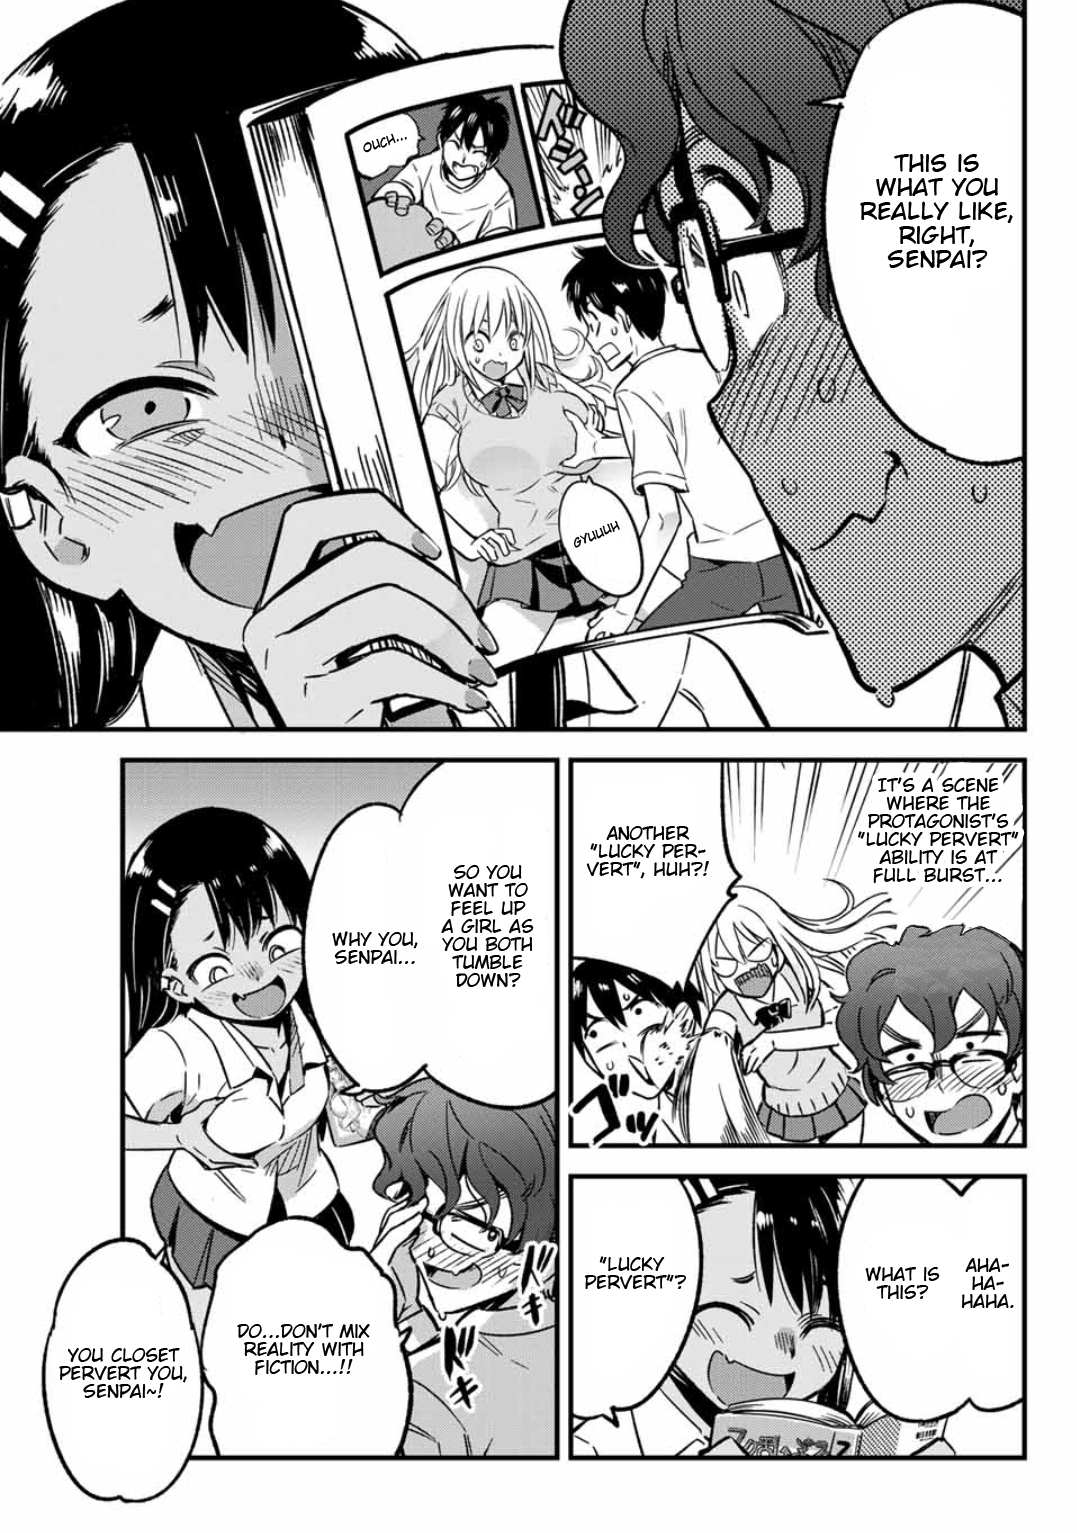 THIS IS
WHAT YOU
REALLY LIKE,
RIGHT,
SENPAI?
OUCH...
GYUUUH
IT'S A SCENE
WHERE THE
PROTAGONIST'S
"LUCKY PERVERT"
ABILITY IS AT
FULL BURST...
ANOTHER
"LUCKY PER-
VERT", HUH?!
AHA-
HA-
HAHA.
WHAT IS
THIS?
"LUCKY
PERVERT"?
SO YOU
WANT TO
FEEL UP
A GIRL AS
YOU BOTH
TUMBLE
DOWN?
WHY YOU,
SENPAI...
DO...DON'T MIX
REALITY WITH
FICTION...!!
YOU CLOSET
PERVERT YOU,
SENPAI~!